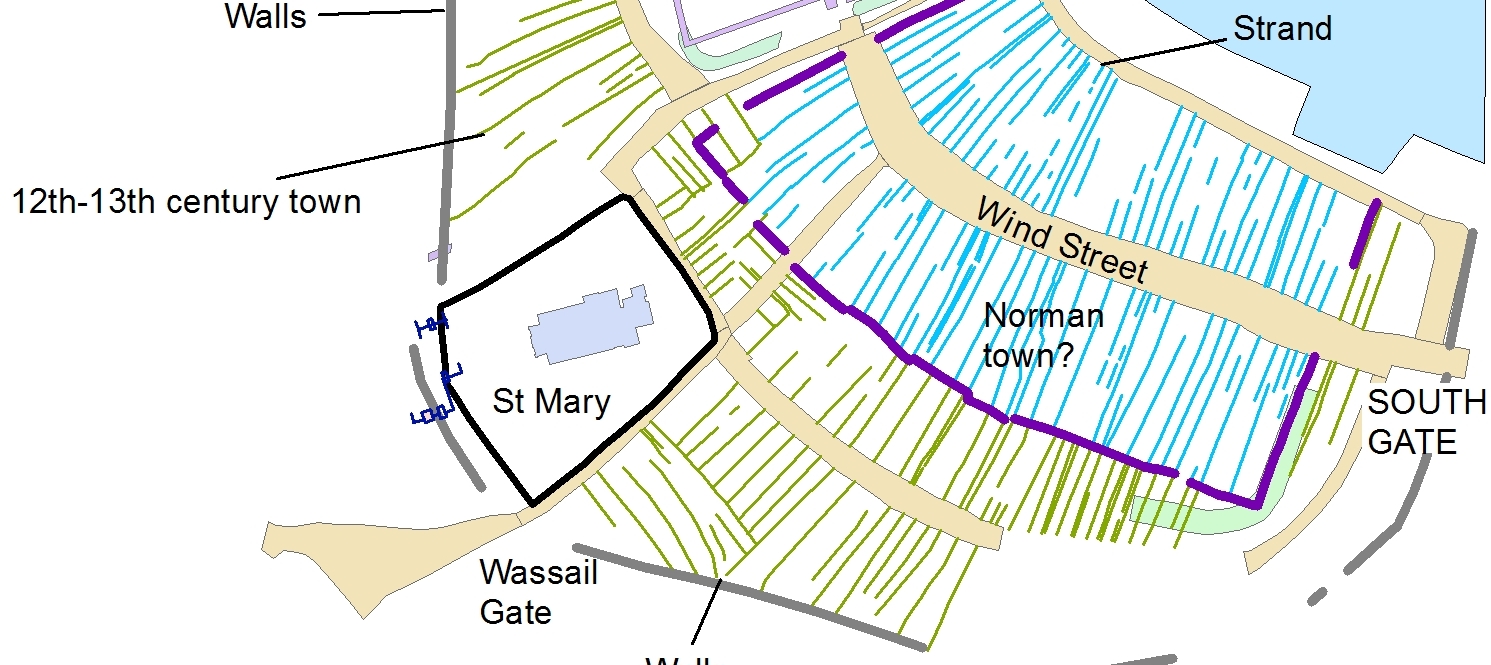 Walls
Strand
12th-13th century town
Wind Street
Norman
town?
St Mary
SOUTH
GATE
Wassail
Gate